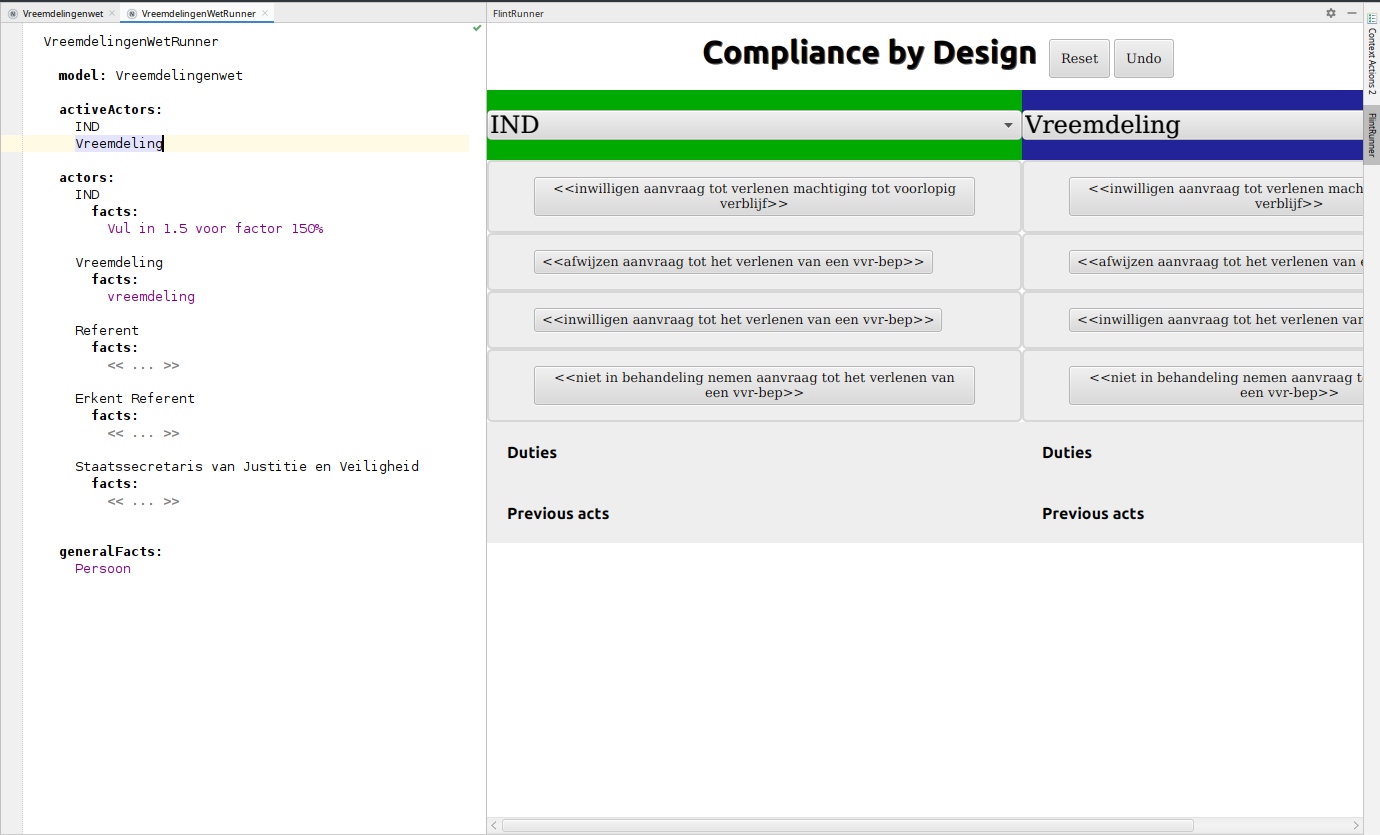 Vreemdelingenwet
VreemdelingenWetRunner
VreemdelingenWetRunner
model: Vreemdelingenwet
activeActors:
IND
Vreemdeling
actors:
IND
facts:
Vul in 1.5 voor factor 150%
Vreemdeling
facts:
vreemdeling
Referent
facts:
<< ... >>
Erkent Referent
facts:
<< ... >>
Staatssecretaris van Justitie en Veiligheid
facts:
<< ... >>
generalFacts:
Persoon
FlintRunner
Compliance by Design
Reset
Undo
IND
<<inwilligen aanvraag tot verlenen machtiging tot voorlopig
verblijf>>
<<afwijzen aanvraag tot het verlenen van een vvr-bep>>
<<inwilligen aanvraag tot het verlenen van een vvr-bep>>
<<niet in behandeling nemen aanvraag tot het verlenen van
een vvr-bep>>
Duties
Previous acts
Vreemdeling
<<inwilligen aanvraag tot verlenen mach
verblijf>>
<<afwijzen aanvraag tot het verlenen van
<<inwilligen aanvraag tot het verlenen var
<<niet in behandeling nemen aanvraag t
een vvr-bep>>
Duties
Previous acts
Context Actions 2
FlintRunner